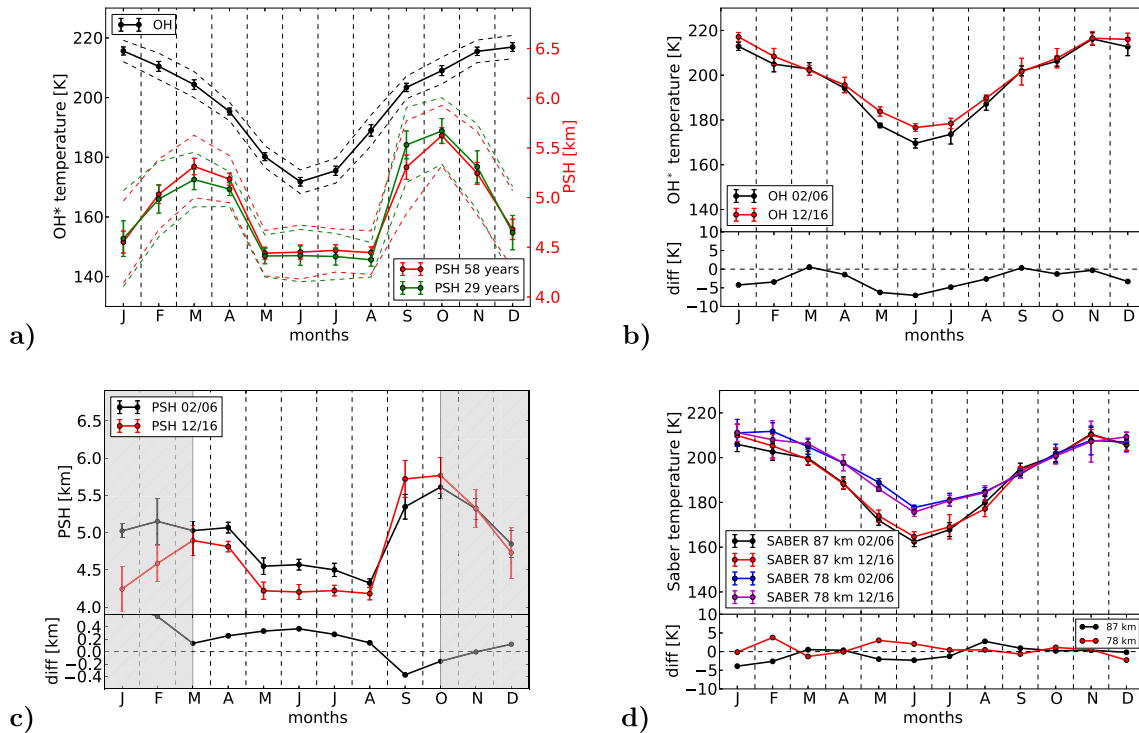 OH
220
200
180
160
140
OH* temperature [K]
6.5
6.0
5.5
5.0
4.5
4.0
PSH [km]
PSH 58 years
PSH 29 years
J F M A M J J A S O N D
months
a)
220
200
180
160
140
OH* temperature [K]
OH 02/06
OH 12/16
10
5
0
−5
−10
diff [K]
J F M A M J J A S O N D
months
b)
PSH 02/06
PSH 12/16
6.5
6.0
5.5
5.0
4.5
4.0
PSH [km]
0.4
0.2
0.0
−0.2
−0.4
diff [km]
J F M A M J J A S O N D
months
c)
220
200
180
160
140
Saber temperature [K]
SABER 87 km 02/06
SABER 87 km 12/16
SABER 78 km 02/06
SABER 78 km 12/16
10
5
0
−5
−10
diff [K]
87 km
78 km
J F M A M J J A S O N D
months
d)